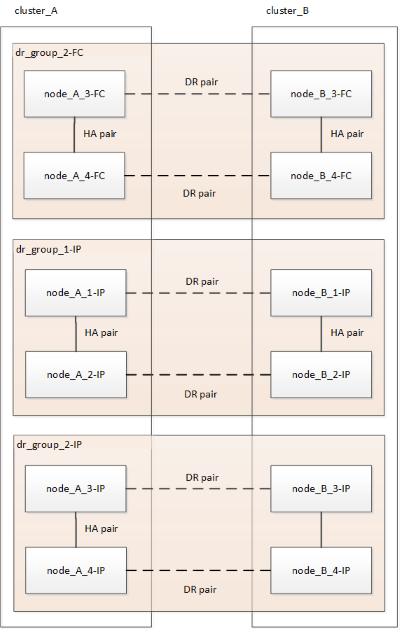 cluster_A cluster_B
dr_group_2-FC
DR pair
node_A_3-FC node_B_3-FC
HA pair HA pair
node_A_4-FC node_B_4-FC
DR pair
dr_group_1-IP
DR pair
node_A_1-IP node_B_1-IP
HA pair HA pair
node_A_2-IP node_B_2-IP
DR pair
dr_group_2-IP
DR pair
node_A_3-IP node_B_3-IP
HA pair
node_A_4-IP node_B_4-IP
DR pair